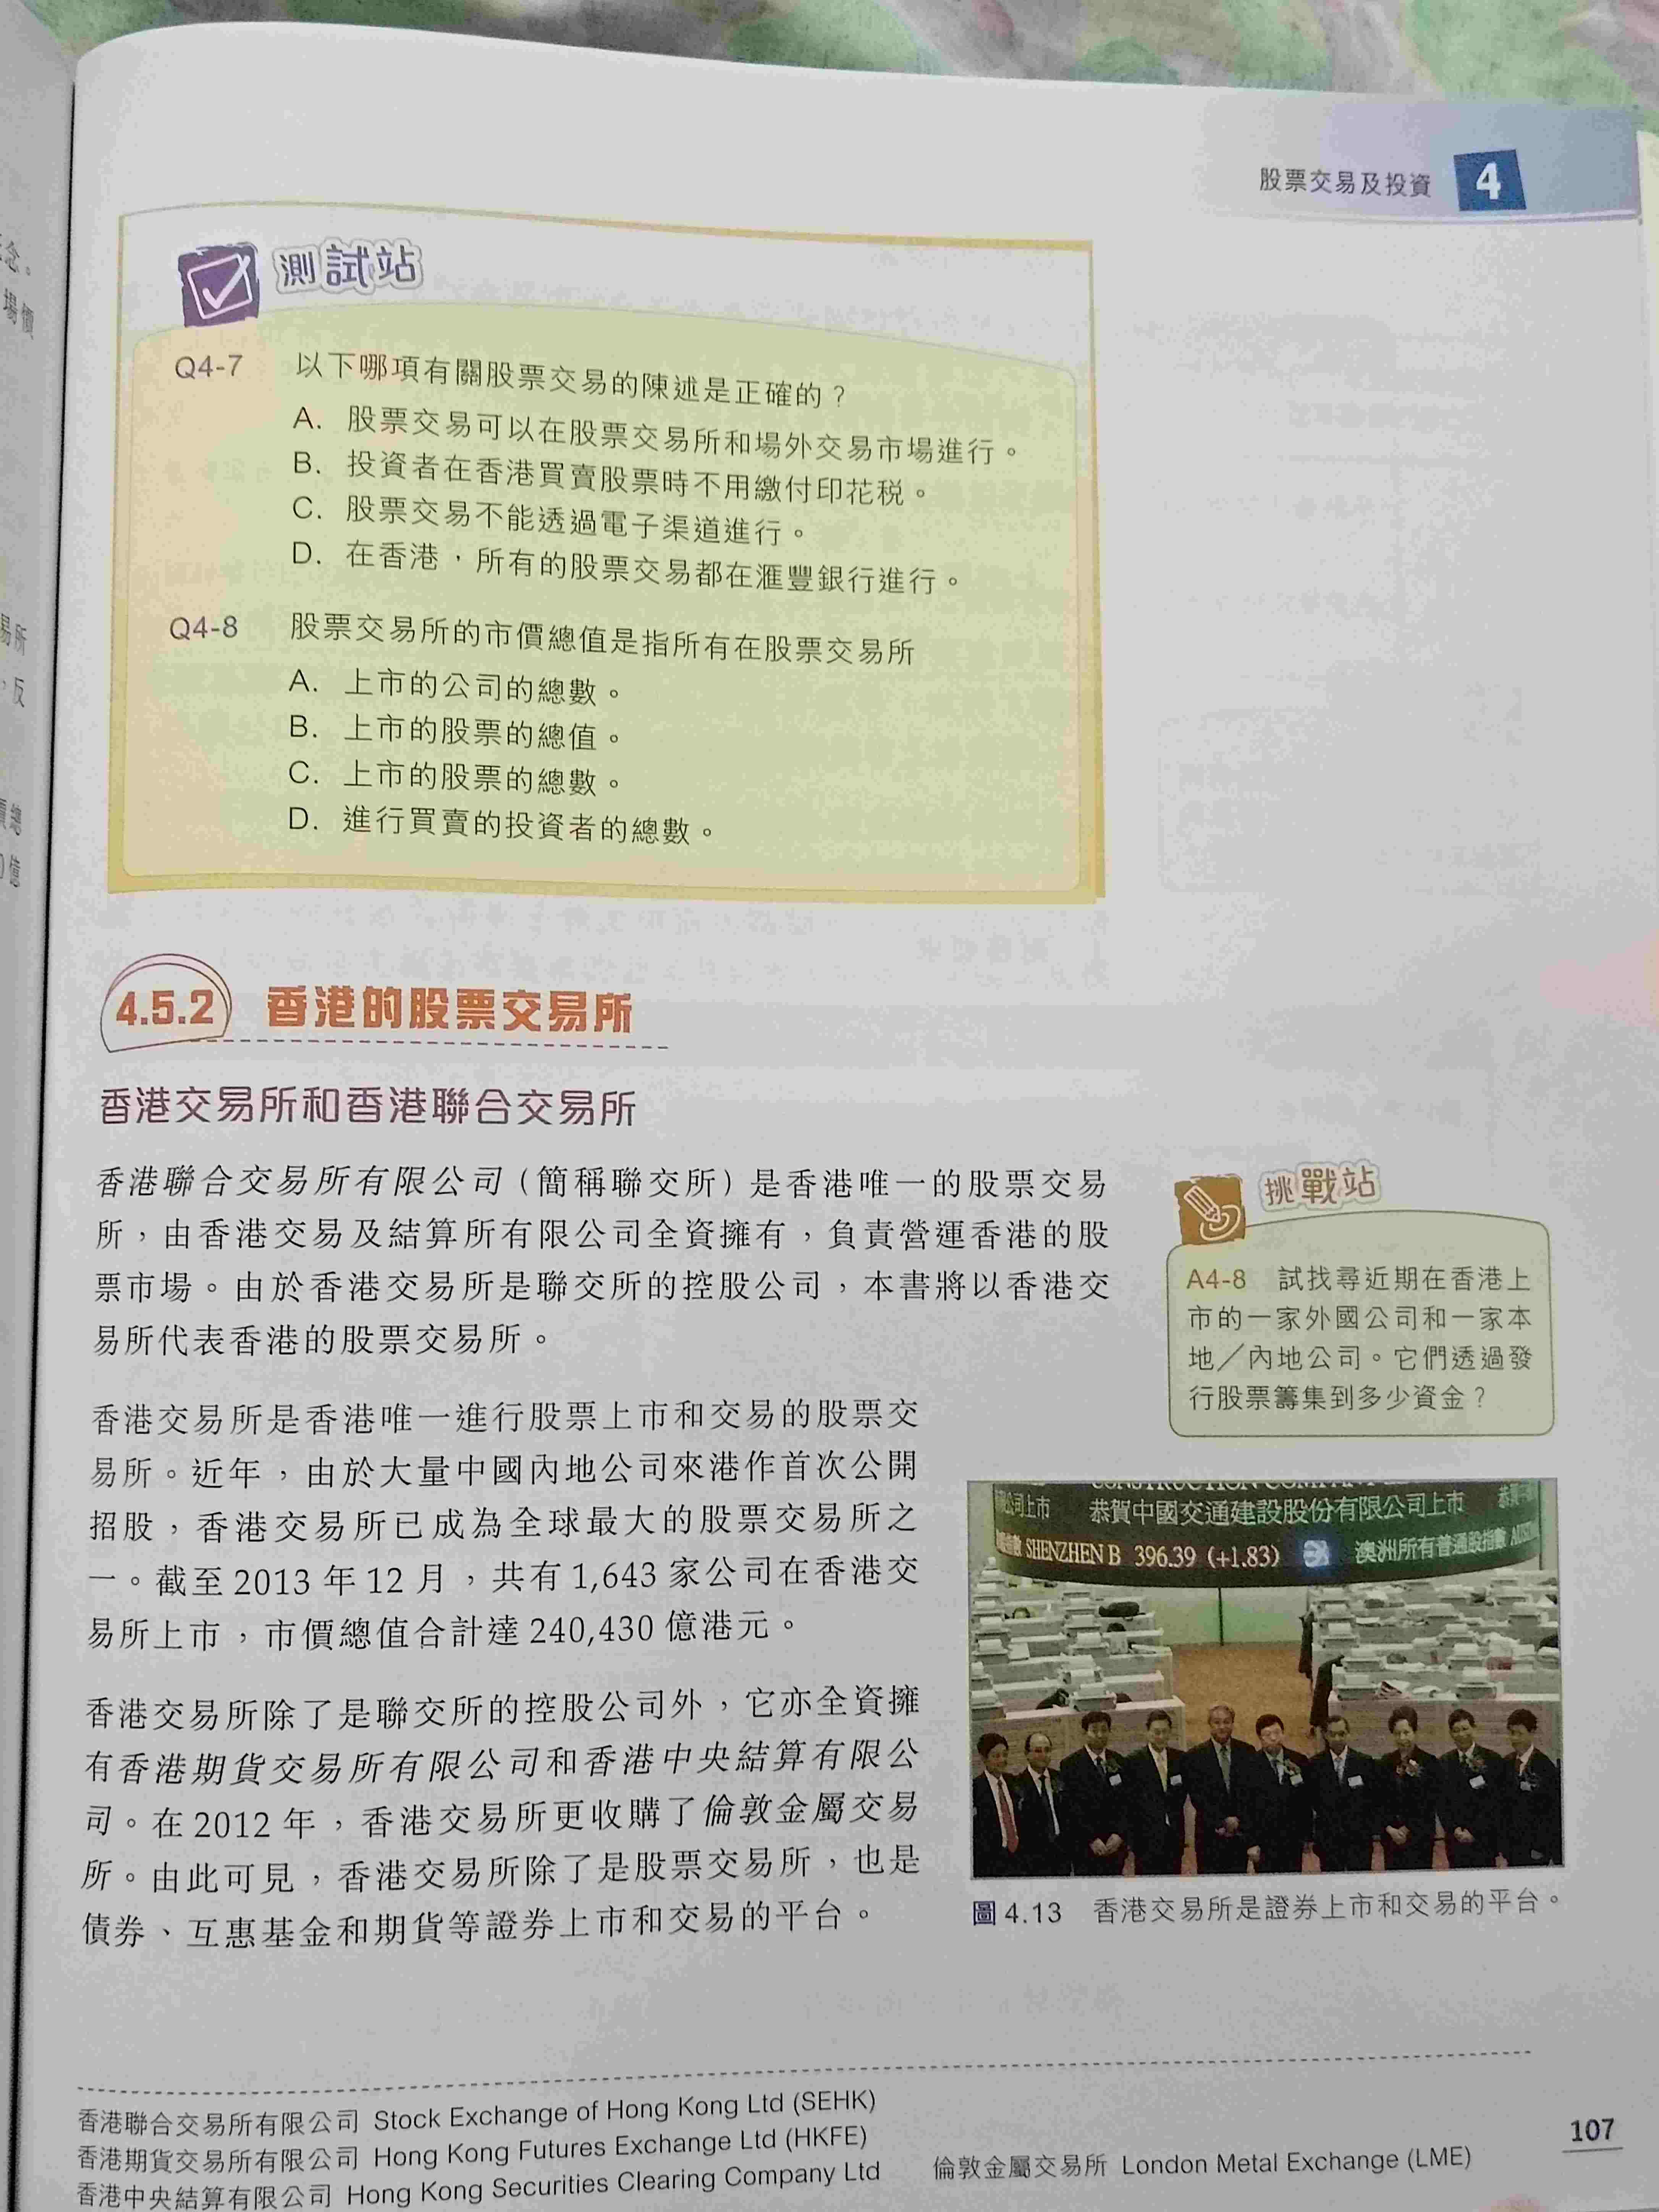 念。
場價
易所
，反
總
億
股票交易及投資 4
測試站
Q4-7 以下哪項有關股票交易的陳述是正確的？
A. 股票交易可以在股票交易所和場外交易市場進行。
B. 投資者在香港買賣股票時不用繳付印花稅。
C. 股票交易不能透過電子渠道進行。
D. 在香港，所有的股票交易都在滙豐銀行進行。
Q4-8 股票交易所的市價總值是指所有在股票交易所
A. 上市的公司的總數。
B. 上市的股票的總值。
C. 上市的股票的總數。
D. 進行買賣的投資者的總數。
4.5.2 香港的股票交易所
香港交易所和香港聯合交易所
香港聯合交易所有限公司（簡稱聯交所）是香港唯一的股票交易
所，由香港交易及結算所有限公司全資擁有，負責營運香港的股
票市場。由於香港交易所是聯交所的控股公司，本書將以香港交
易所代表香港的股票交易所。
香港交易所是香港唯一進行股票上市和交易的股票交
易所。近年，由於大量中國內地公司來港作首次公開
招股，香港交易所已成為全球最大的股票交易所之
一。截至 2013 年 12 月，共有 1,643 家公司在香港交
易所上市，市價總值合計達 240,430 億港元。
香港交易所除了是聯交所的控股公司外，它亦全資擁
有香港期貨交易所有限公司和香港中央結算有限公
司。在 2012 年，香港交易所更收購了倫敦金屬交易
所。由此可見，香港交易所除了是股票交易所，也是
債券、互惠基金和期貨等證券上市和交易的平台。
挑戰站
A4-8 試找尋近期在香港上
市的一家外國公司和一家本
地／內地公司。它們透過發
行股票籌集到多少資金？
CONSTRUCTION
公司上市 恭賀中國交通建設股份有限公司上市 恭賀
指數 SHENZHEN B 396.39 (+1.83) 澳洲所有普通股指數
圖 4.13 香港交易所是證券上市和交易的平台。
香港聯合交易所有限公司 Stock Exchange of Hong Kong Ltd (SEHK)
香港期貨交易所有限公司 Hong Kong Futures Exchange Ltd (HKFE)
香港中央結算有限公司 Hong Kong Securities Clearing Company Ltd
倫敦金屬交易所 London Metal Exchange (LME)
107